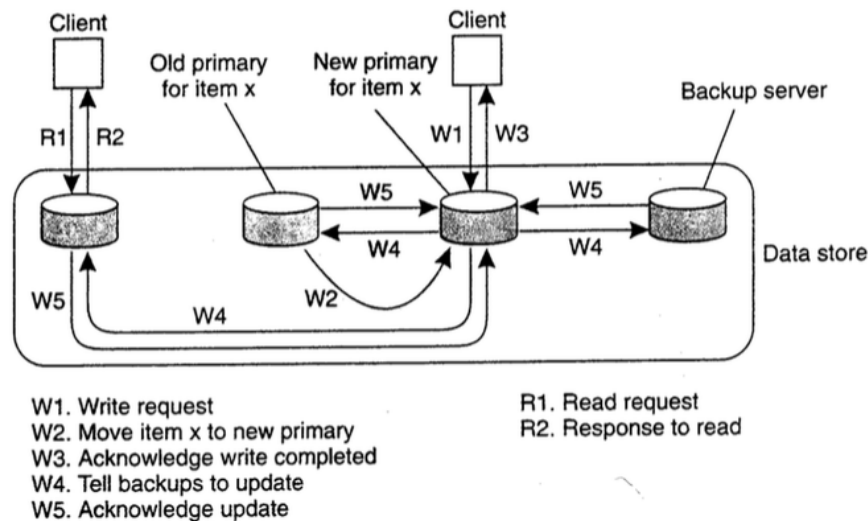 Client
Client
Old primary
for item x
New primary
for item x
Backup server
R1
R2
W1
W3
W5
W5
W4
W4
Data store
W5
W2
W4
W1. Write request
W2. Move item x to new primary
W3. Acknowledge write completed
W4. Tell backups to update
W5. Acknowledge update
R1. Read request
R2. Response to read